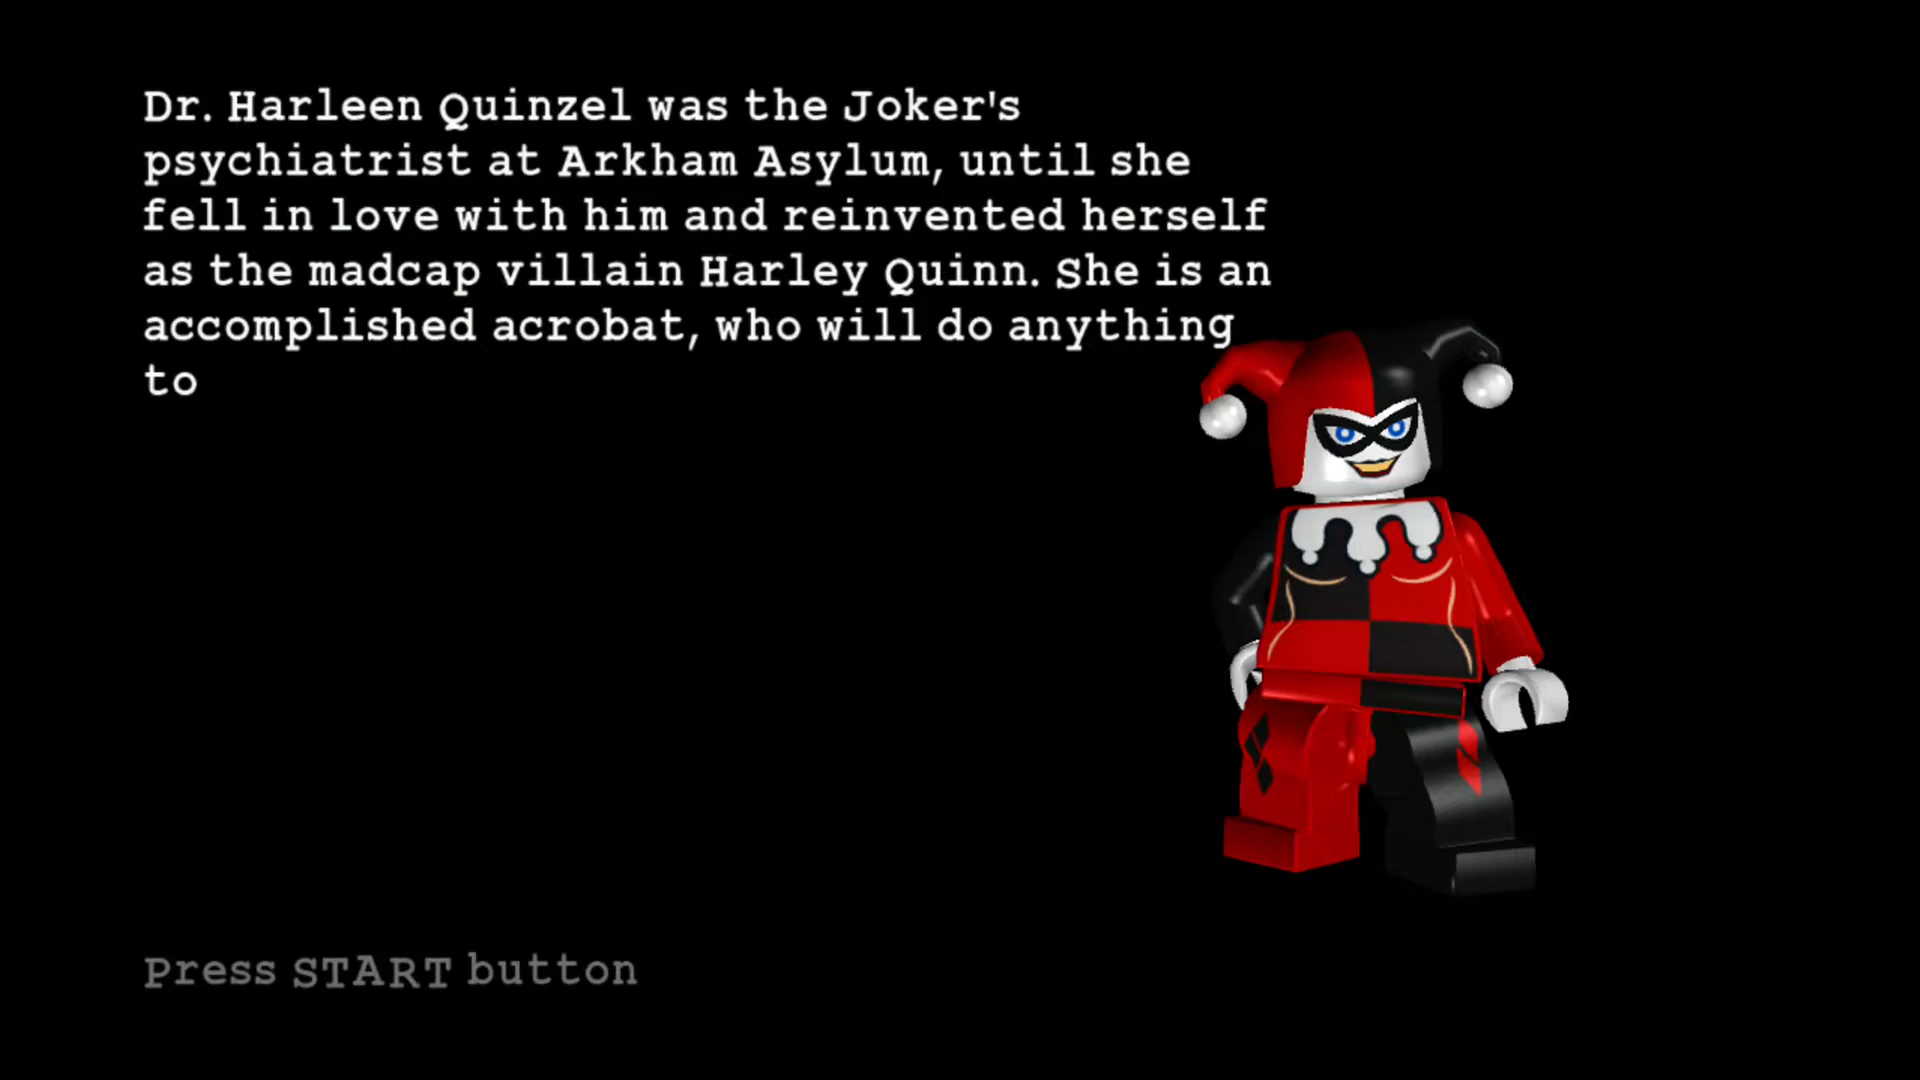 Dr. Harleen Quinzel was the Joker's
psychiatrist at Arkham Asylum, until she
fell in love with him and reinvented herself
as the madcap villain Harley Quinn. She is an
accomplished acrobat, who will do anything
to
Press START button